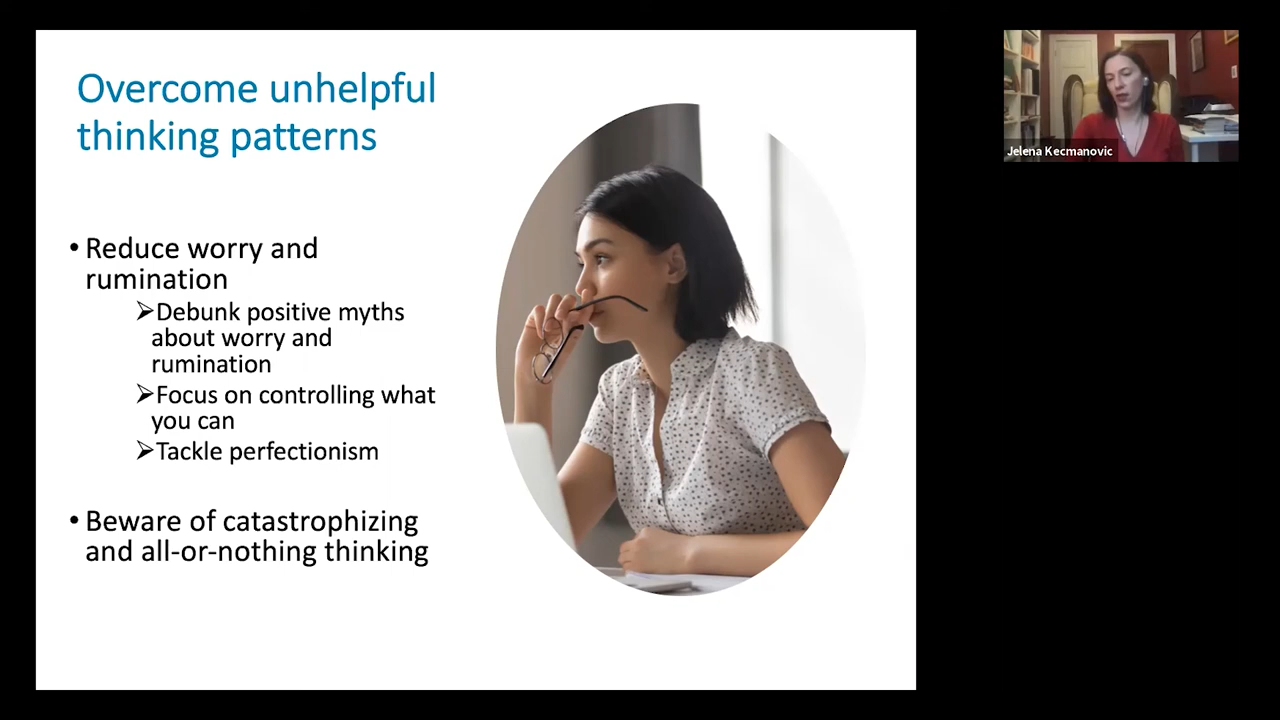 Overcome unhelpful
thinking patterns
• Reduce worry and
rumination
➢Debunk positive myths
about worry and
rumination
➢Focus on controlling what
you can
➢Tackle perfectionism
• Beware of catastrophizing
and all-or-nothing thinking
Jelena Kecmanovic